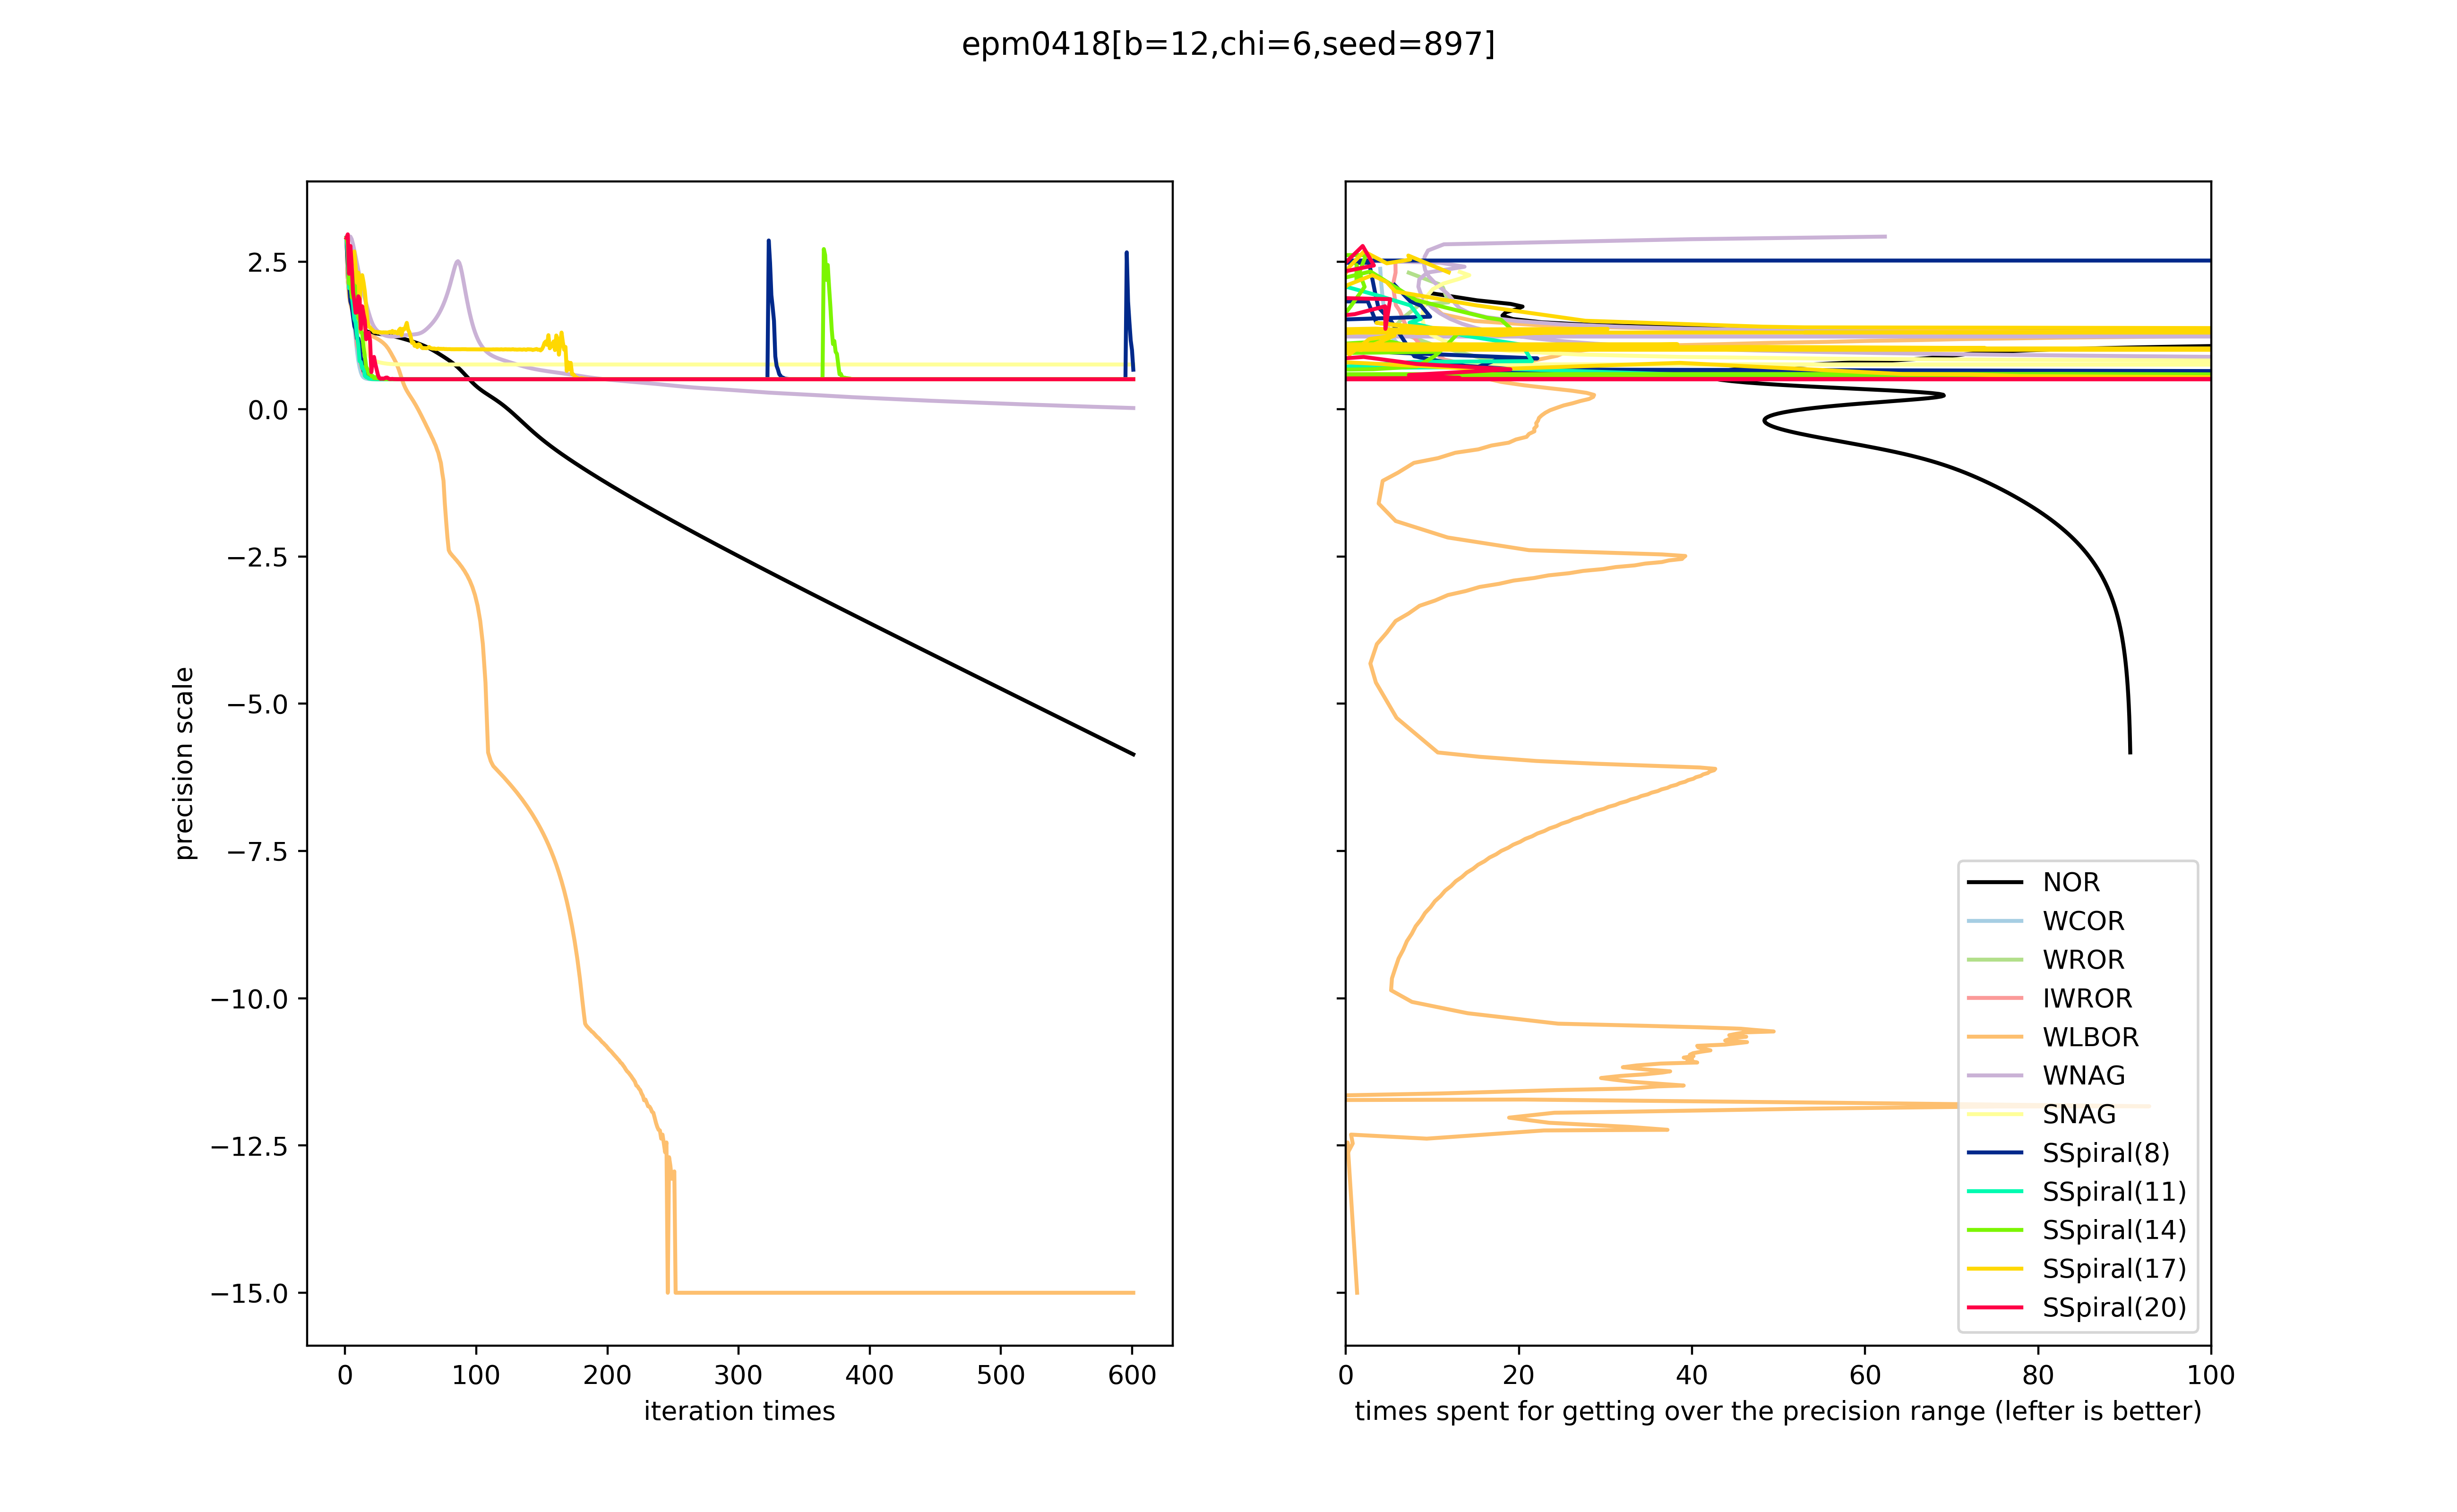 epm0418[b=12,chi=6,seed=897]
precision scale
2.5
0.0
−2.5
−5.0
−7.5
−10.0
−12.5
−15.0
0 100 200 300 400 500 600
iteration times
0 20 40 60 80 100
times spent for getting over the precision range (lefter is better)
NOR
WCOR
WROR
IWROR
WLBOR
WNAG
SNAG
SSpiral(8)
SSpiral(11)
SSpiral(14)
SSpiral(17)
SSpiral(20)